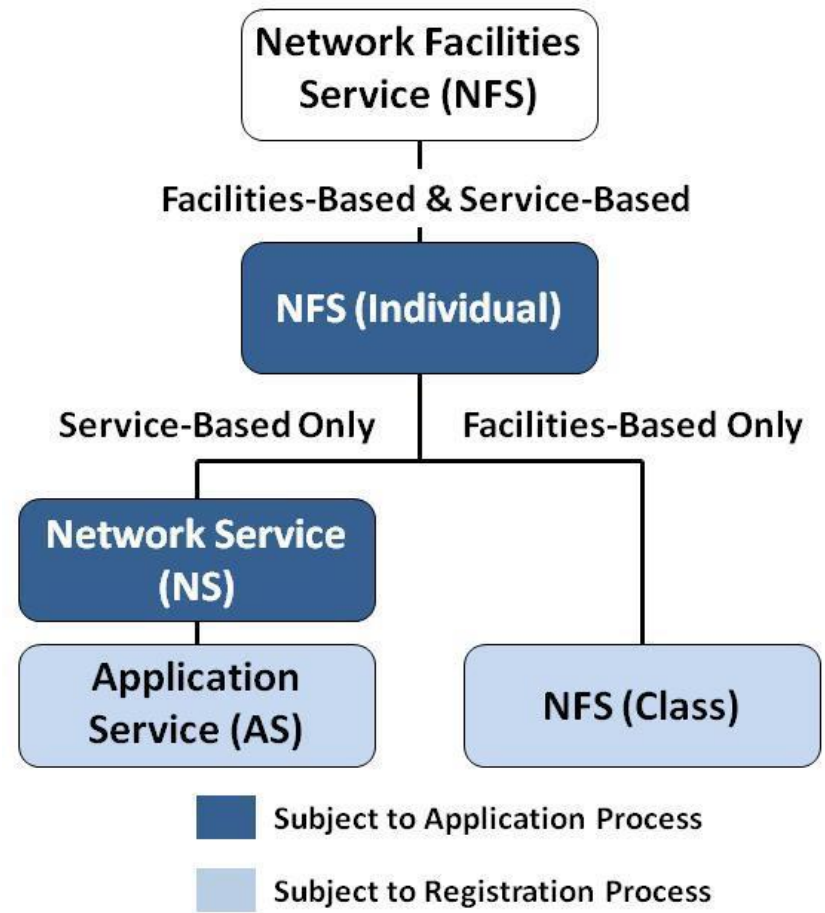 Network Facilities
Service (NFS)
Facilities-Based & Service-Based
NFS (Individual)
Service-Based Only
Facilities-Based Only
Network Service
(NS)
Application
Service (AS)
NFS (Class)
Subject to Application Process
Subject to Registration Process